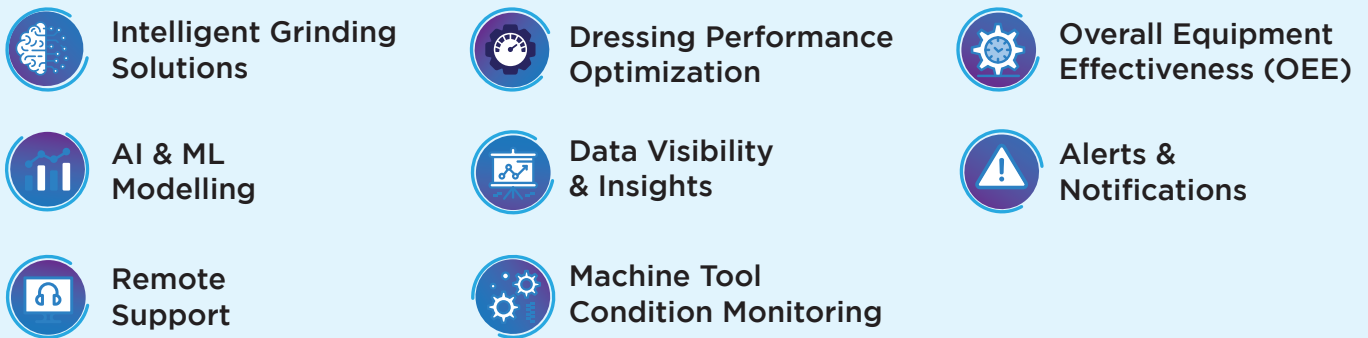 Intelligent Grinding
Solutions
Dressing Performance
Optimization
Overall Equipment
Effectiveness (OEE)
AI & ML
Modelling
Data Visibility
& Insights
Alerts &
Notifications
Remote
Support
Machine Tool
Condition Monitoring